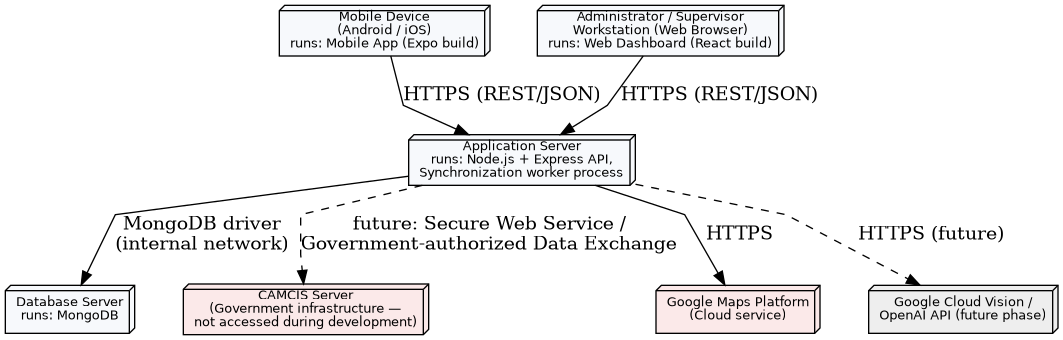 Mobile Device
(Android / iOS)
runs: Mobile App (Expo build)
Administrator / Supervisor
Workstation (Web Browser)
runs: Web Dashboard (React build)
HTTPS (REST/JSON)
HTTPS (REST/JSON)
Application Server
runs: Node.js + Express API,
Synchronization worker process
MongoDB driver
(internal network)
future: Secure Web Service /
Government-authorized Data Exchange
HTTPS
HTTPS (future)
Database Server
runs: MongoDB
CAMCIS Server
(Government infrastructure —
not accessed during development)
Google Maps Platform
(Cloud service)
Google Cloud Vision /
OpenAI API (future phase)